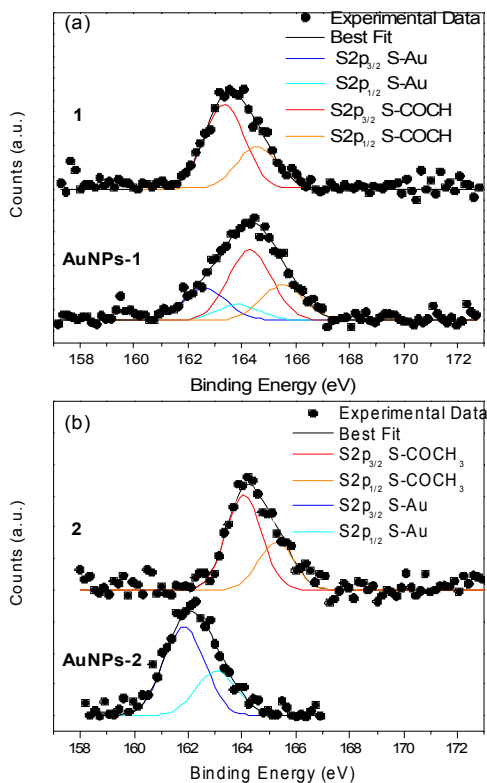 (a)
Experimental Data
Best Fit
S2p3/2 S-Au
S2p1/2 S-Au
S2p3/2 S-COCH
S2p1/2 S-COCH
1
AuNPs-1
Counts (a.u.)
158 160 162 164 166 168 170 172
Binding Energy (eV)
(b)
Experimental Data
Best Fit
S2p3/2 S-COCH3
S2p1/2 S-COCH3
S2p3/2 S-Au
S2p1/2 S-Au
2
AuNPs-2
Counts (a.u.)
158 160 162 164 166 168 170 172
Binding Energy (eV)